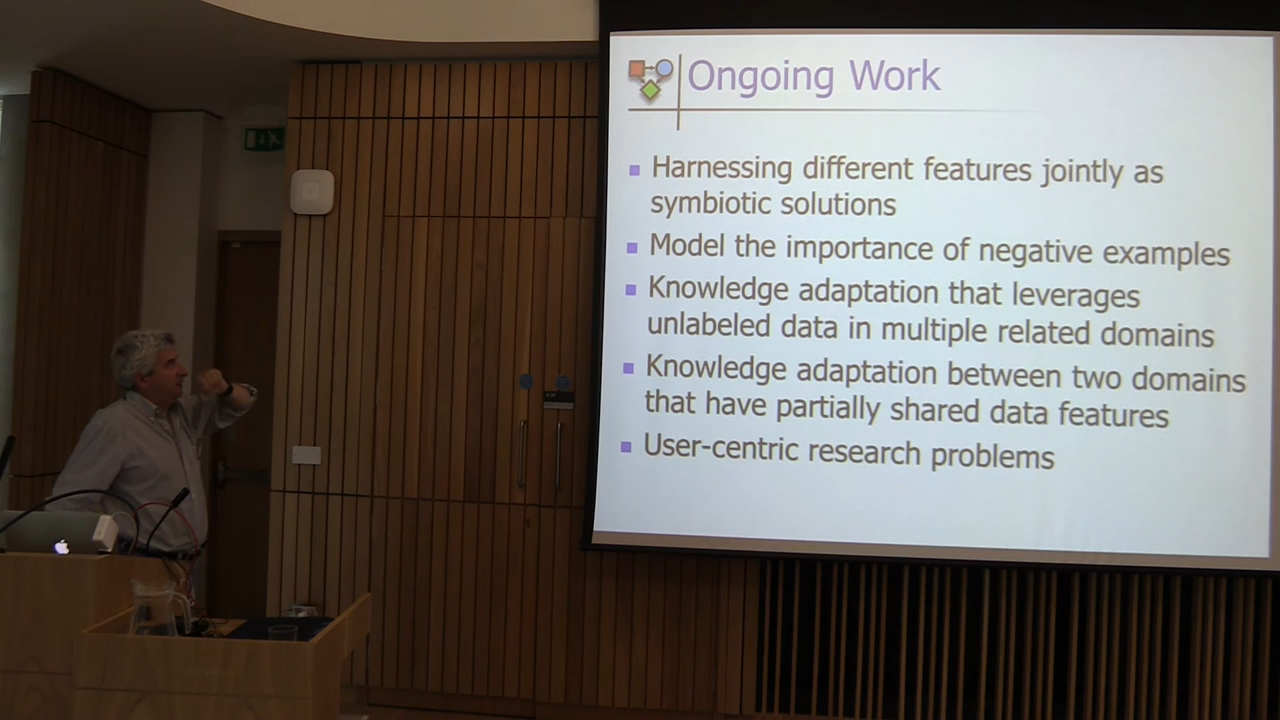 Ongoing Work
Harnessing different features jointly as
symbiotic solutions
Model the importance of negative examples
Knowledge adaptation that leverages
unlabeled data in multiple related domains
Knowledge adaptation between two domains
that have partially shared data features
User-centric research problems